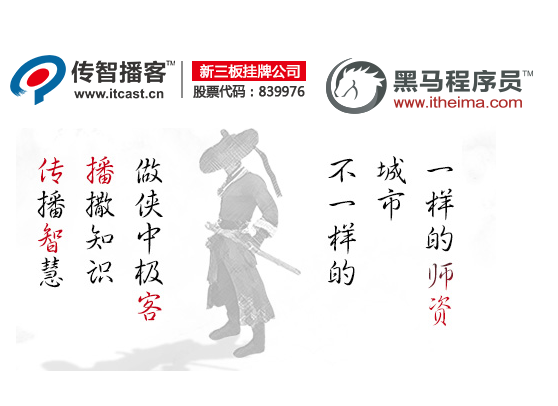 传智播客™
www.itcast.cn
新三板挂牌公司
股票代码：839976
黑马程序员™
www.itheima.com
传播智慧
播撒知识
做侠中极客
不一样的
城市
一样的师资